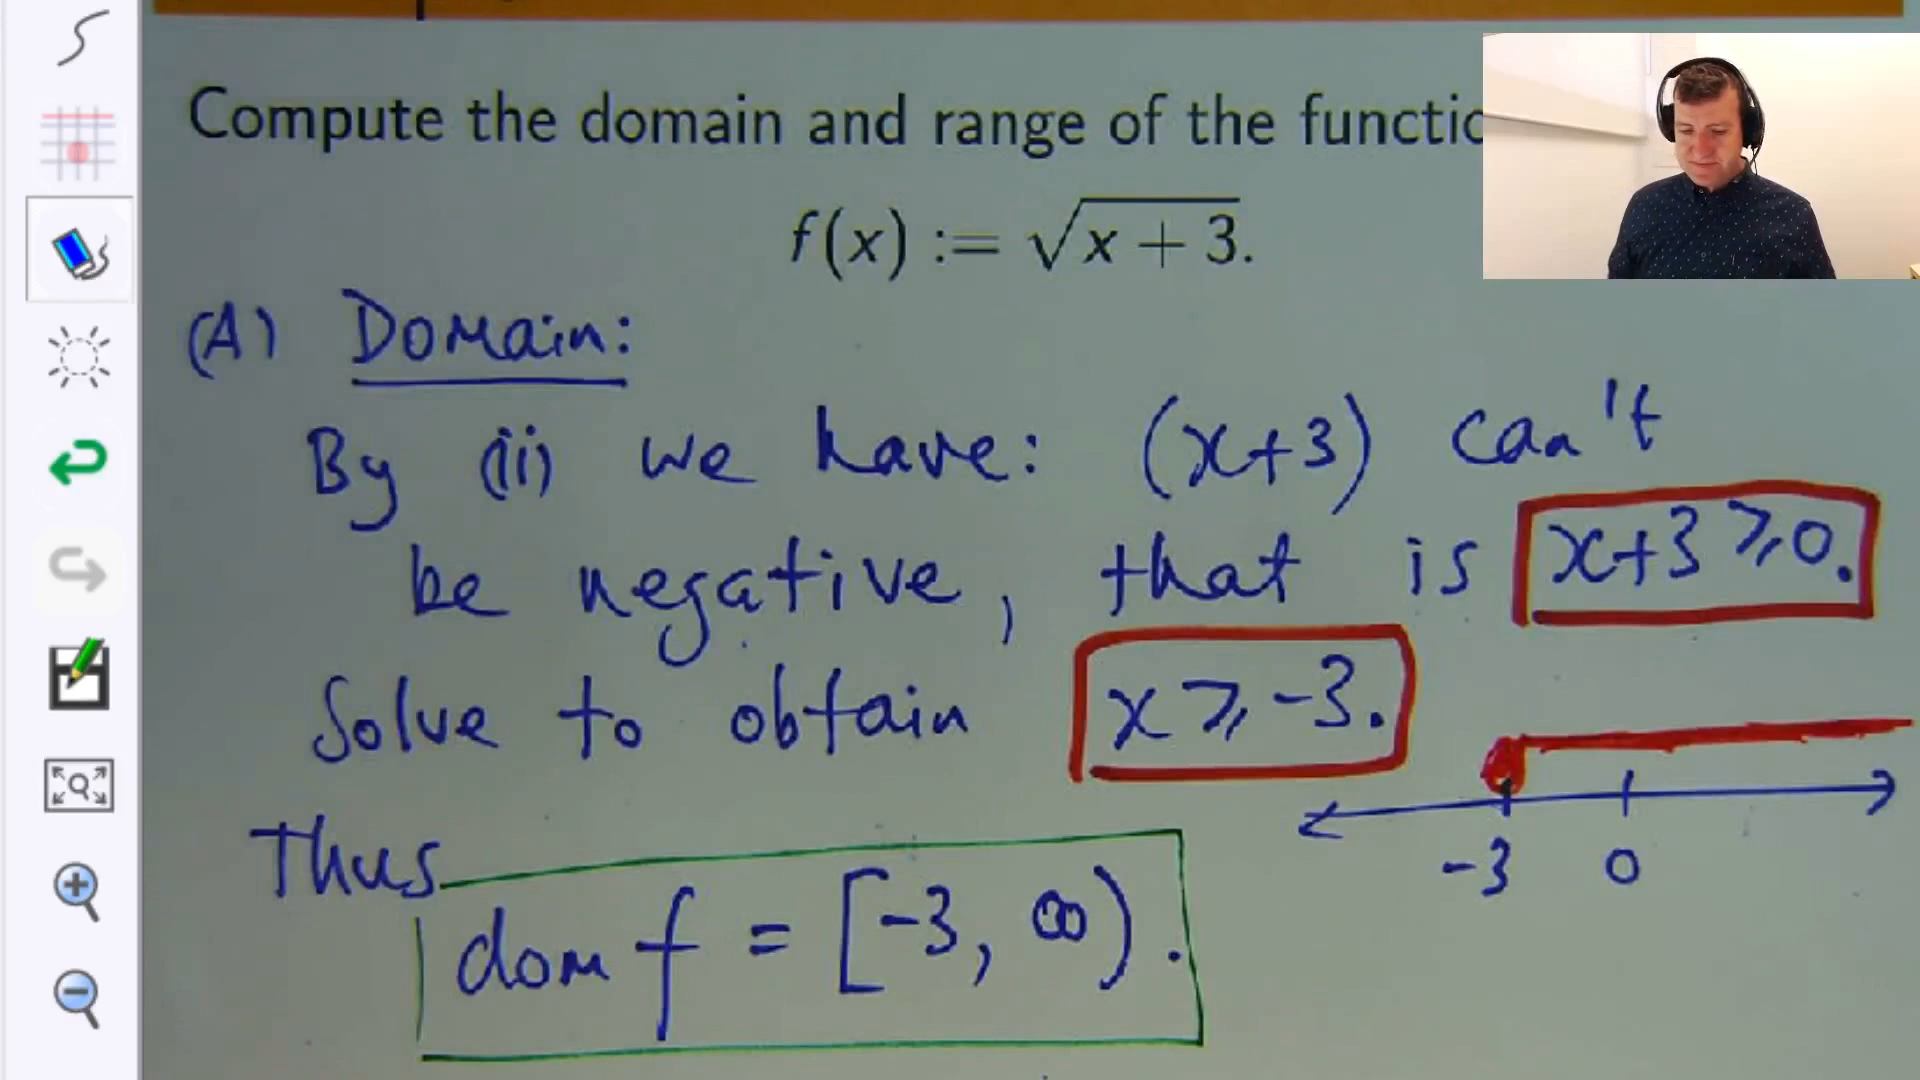 Compute the domain and range of the functio
f(x) := √x + 3.
(A) Domain:
By (ii) we have: (x+3) can't
be negative, that is x+3 ⩾ 0.
Solve to obtain x ⩾ -3.
-3 0
Thus
dom f = [-3, ∞).